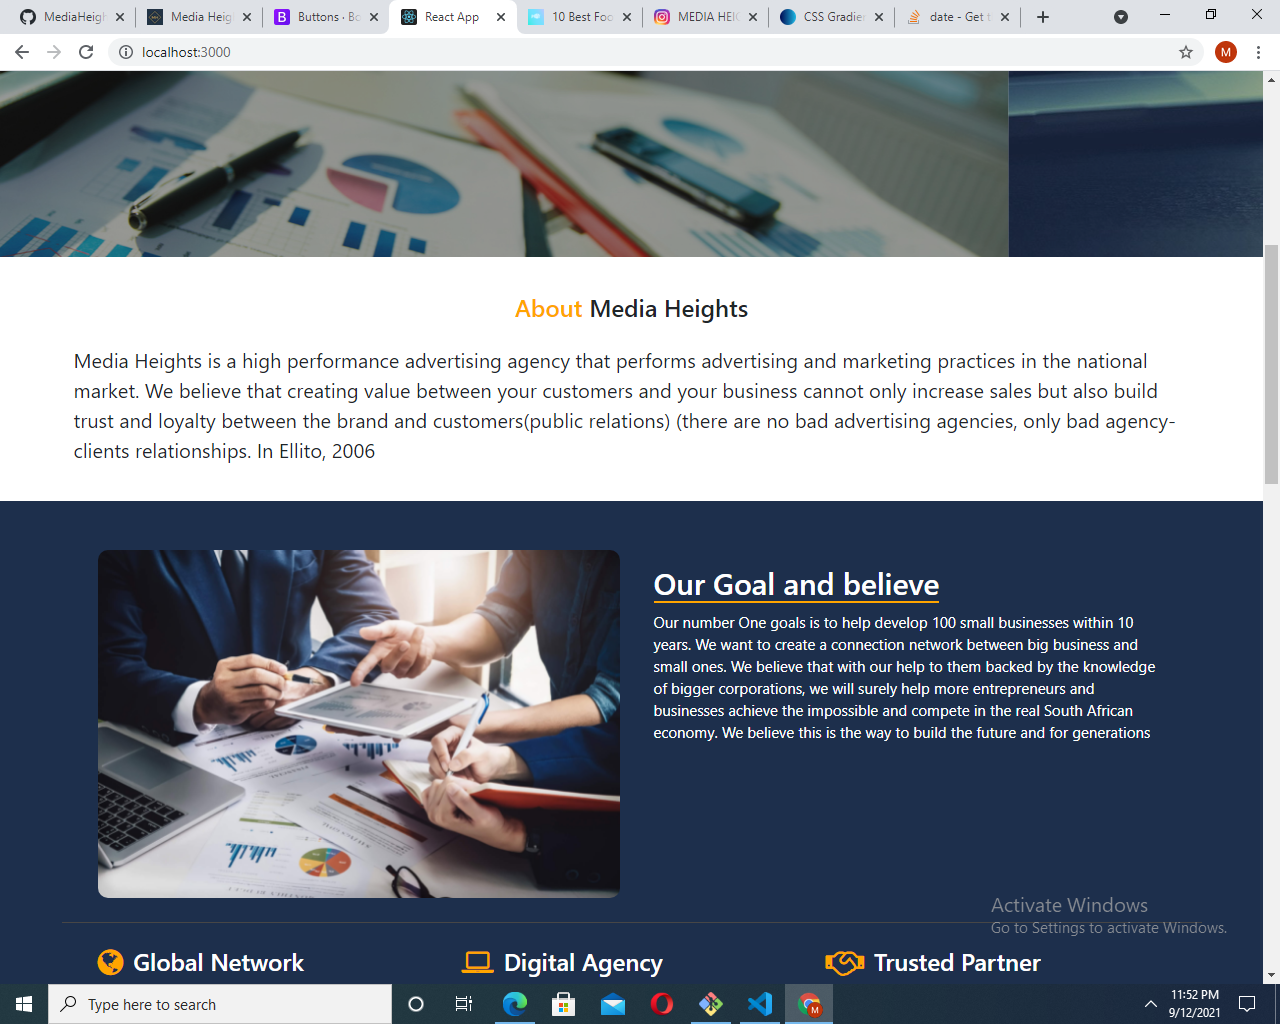 MediaHeigh
Media Heig
Buttons · Bo
React App
10 Best Foo
MEDIA HEIG
CSS Gradie
date - Get t
localhost:3000
M
About Media Heights
Media Heights is a high performance advertising agency that performs advertising and marketing practices in the national
market. We believe that creating value between your customers and your business cannot only increase sales but also build
trust and loyalty between the brand and customers(public relations) (there are no bad advertising agencies, only bad agency-
clients relationships. In Ellito, 2006
Our Goal and believe
Our number One goals is to help develop 100 small businesses within 10
years. We want to create a connection network between big business and
small ones. We believe that with our help to them backed by the knowledge
of bigger corporations, we will surely help more entrepreneurs and
businesses achieve the impossible and compete in the real South African
economy. We believe this is the way to build the future and for generations
Activate Windows
Go to Settings to activate Windows.
Global Network
Digital Agency
Trusted Partner
Type here to search
M
11:52 PM
9/12/2021